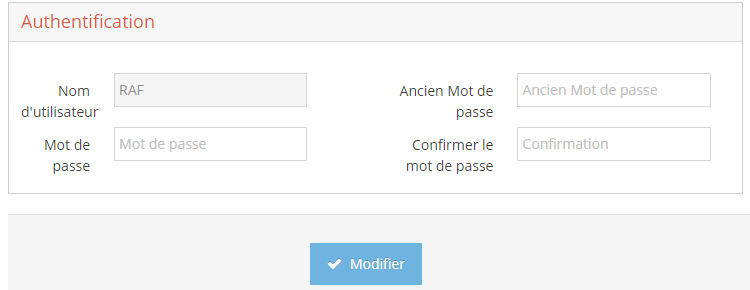 Authentification
Nom d'utilisateur
RAF
Ancien Mot de passe
Ancien Mot de passe
Mot de passe
Mot de passe
Confirmer le mot de passe
Confirmation
Modifier